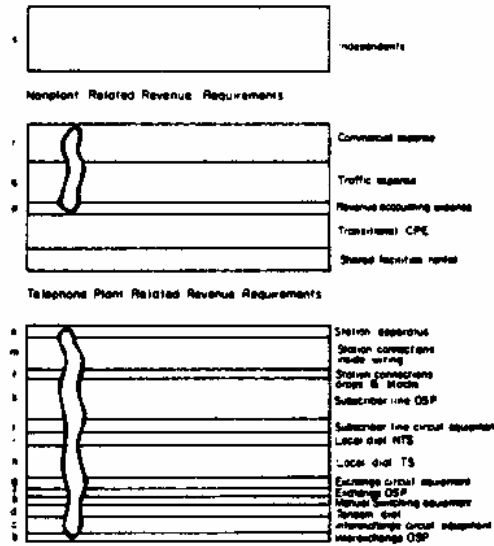 s
Independents
Nonplant Related Revenue Requirements
r
Commercial expense
q
Traffic expense
p
Revenue accounting expense
Transitional CPE
Shared facilities rental
Telephone Plant Related Revenue Requirements
Station apparatus
m
Station connections
inside wiring
Station connections
drops & blocks
k
Subscriber line OSP
Subscriber line circuit equipment
Local dial NTS
Local dial TS
Exchange circuit equipment
Exchange OSP
Manual Switching equipment
d
Tandem dial
c
Interexchange circuit equipment
b
Interexchange OSP